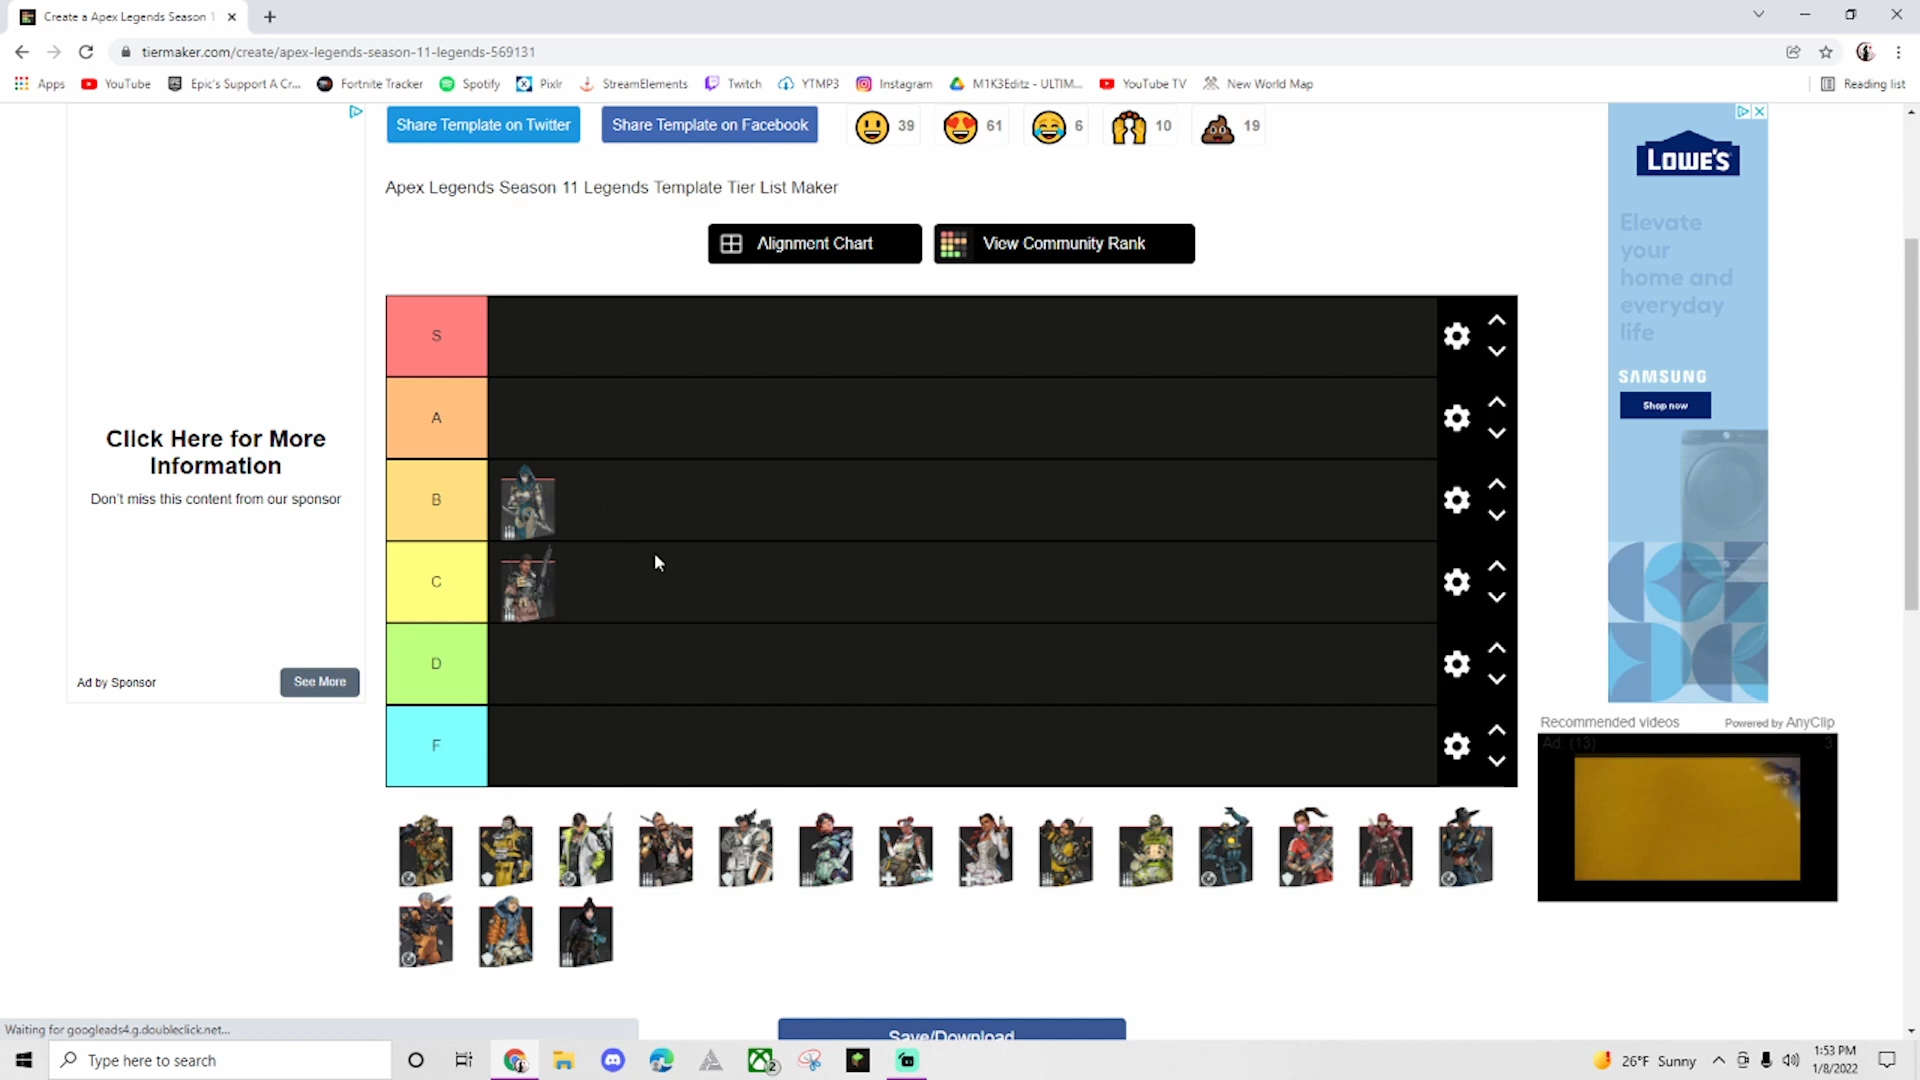 Create a Apex Legends Season 1
tiermaker.com/create/apex-legends-season-11-legends-569131
Apps YouTube Epic's Support A Cr... Fortnite Tracker Spotify Pixlr StreamElements Twitch YTMP3 Instagram M1K3Editz - ULTIM... YouTube TV New World Map Reading list
Share Template on Twitter Share Template on Facebook 39 61 6 10 19
Apex Legends Season 11 Legends Template Tier List Maker
Alignment Chart View Community Rank
S
A
B
C
D
F
Click Here for More
Information
Don't miss this content from our sponsor
Ad by Sponsor See More
LOWE'S
Elevate
your
home and
everyday
life
SAMSUNG
Shop now
Recommended videos Powered by AnyClip
Ad: (13) 3
Save/Download
Waiting for googleads4.g.doubleclick.net...
Type here to search
2
26°F Sunny
1:53 PM
1/8/2022